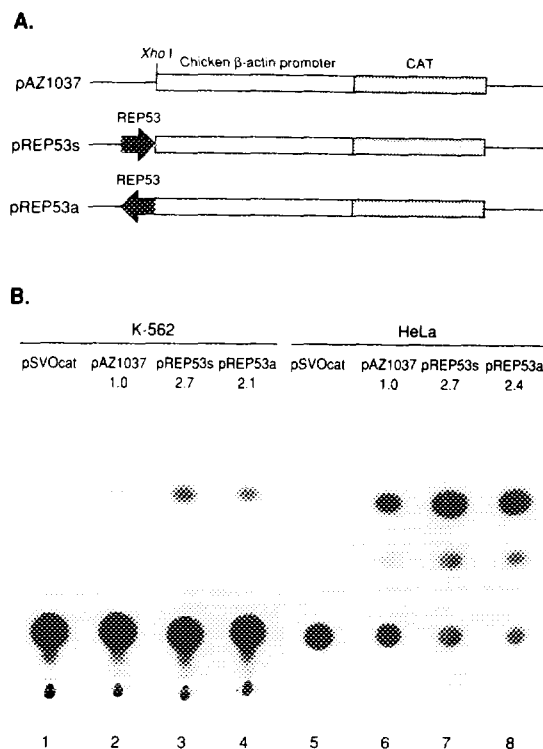 A.
Xho I
Chicken β-actin promoter CAT
pAZ1037
REP53
pREP53s
REP53
pREP53a
B.
K-562 HeLa
pSVOcat pAZ1037 pREP53s pREP53a pSVOcat pAZ1037 pREP53s pREP53a
1.0 2.7 2.1 1.0 2.7 2.4
1 2 3 4 5 6 7 8